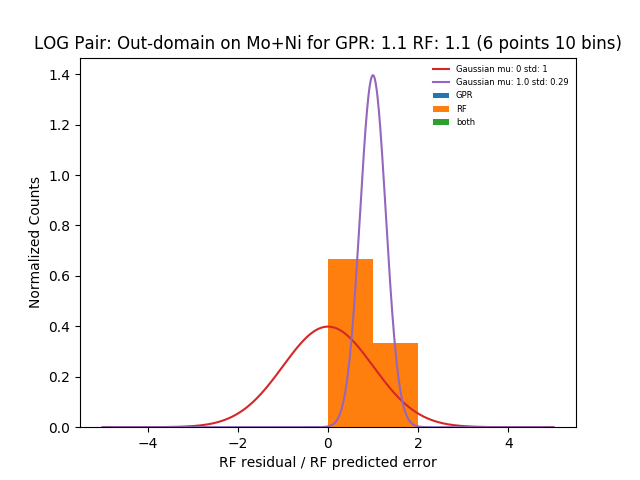 LOG Pair: Out-domain on Mo+Ni for GPR: 1.1 RF: 1.1 (6 points 10 bins)
Gaussian mu: 0 std: 1
Gaussian mu: 1.0 std: 0.29
GPR
RF
both
Normalized Counts
1.4
1.2
1.0
0.8
0.6
0.4
0.2
0.0
−4 −2 0 2 4
RF residual / RF predicted error